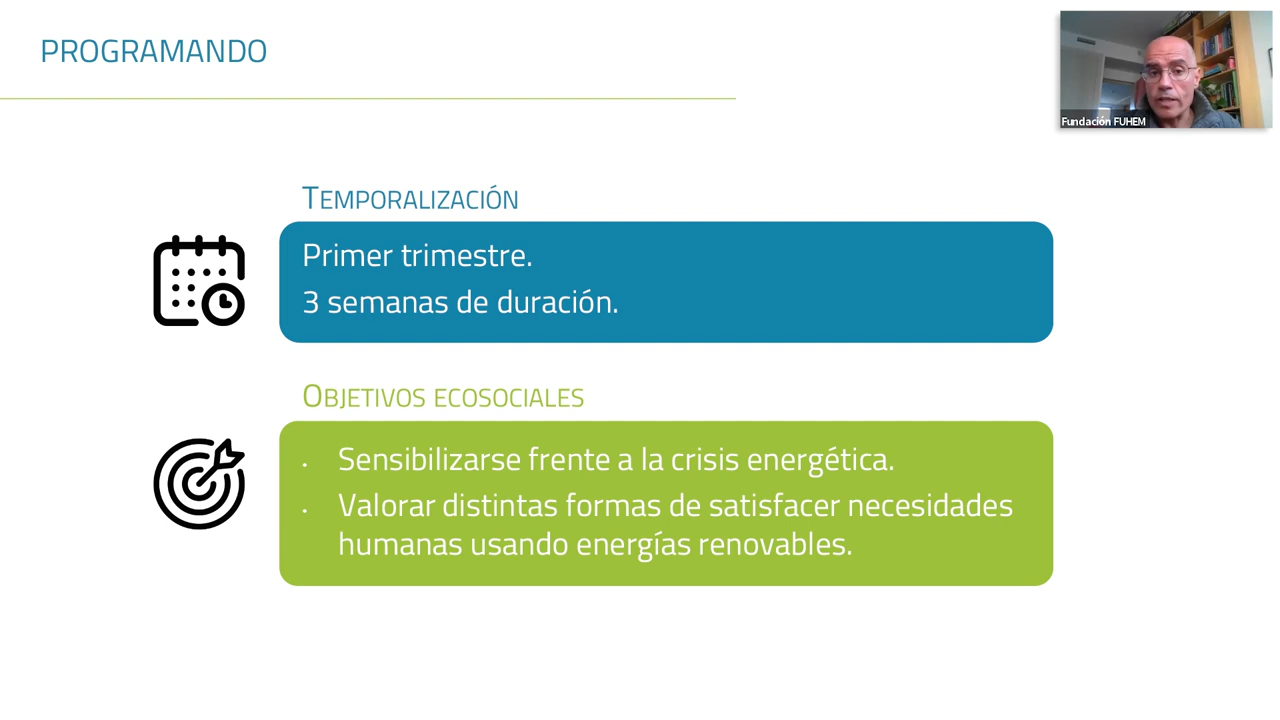 PROGRAMANDO
Fundación FUHEM
TEMPORALIZACIÓN
Primer trimestre.
3 semanas de duración.
OBJETIVOS ECOSOCIALES
• Sensibilizarse frente a la crisis energética.
• Valorar distintas formas de satisfacer necesidades
humanas usando energías renovables.